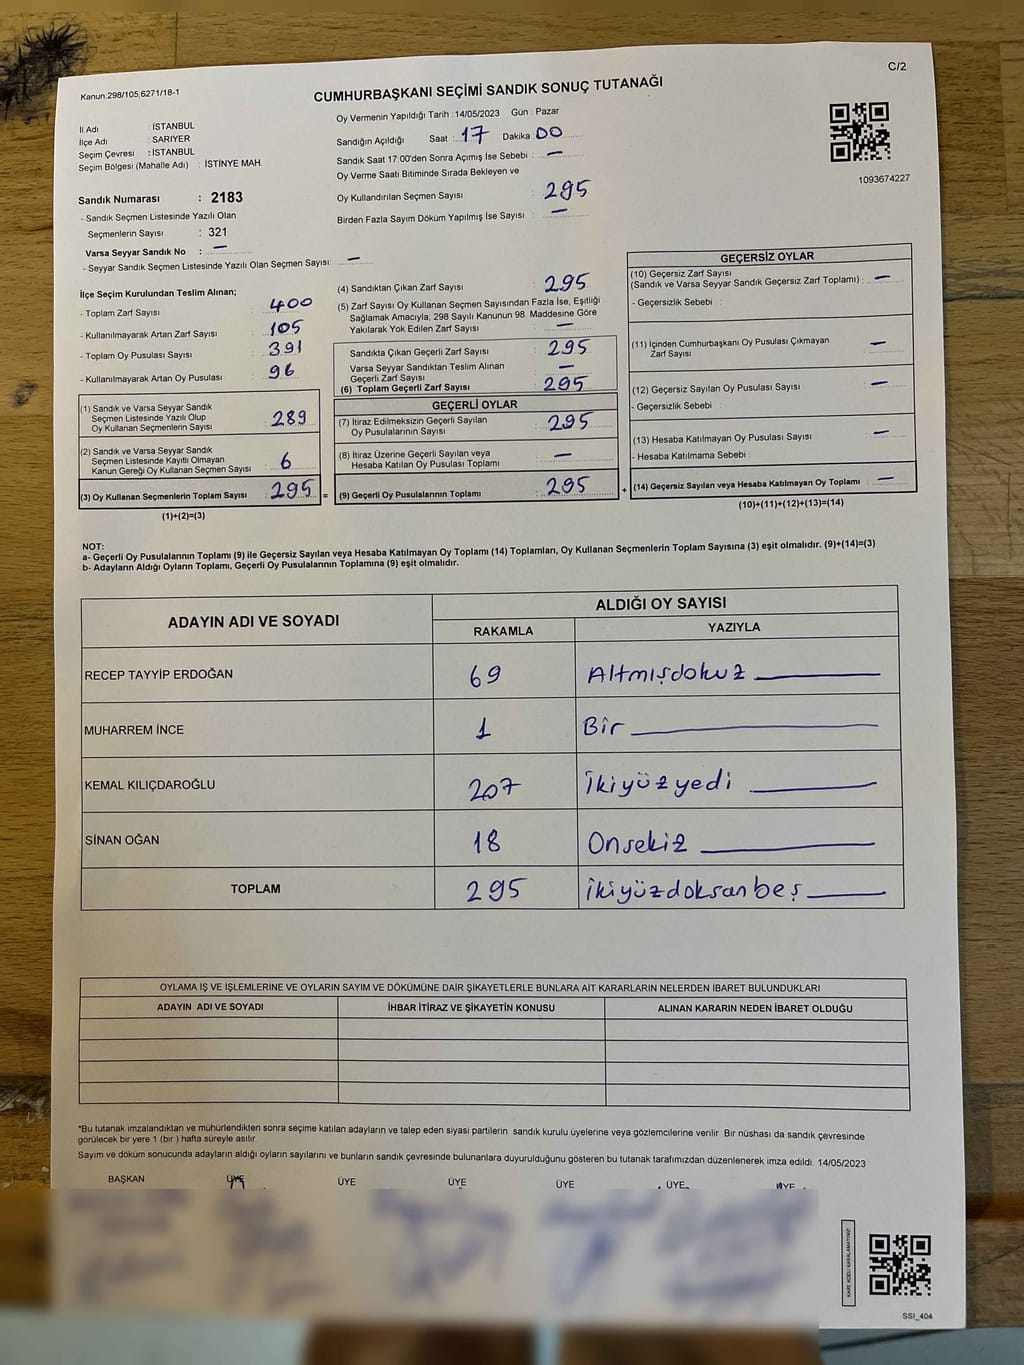 C/2
Kanun.298/105,6271/18-1
CUMHURBAŞKANI SEÇİMİ SANDIK SONUÇ TUTANAĞI
İl Adı : İSTANBUL
İlçe Adı : SARIYER
Seçim Çevresi : İSTANBUL
Seçim Bölgesi (Mahalle Adı) : İSTİNYE MAH.
Sandık Numarası : 2183
- Sandık Seçmen Listesinde Yazılı Olan
Seçmenlerin Sayısı : 321
Varsa Seyyar Sandık No : —
- Seyyar Sandık Seçmen Listesinde Yazılı Olan Seçmen Sayısı: —
Oy Vermenin Yapıldığı Tarih :14/05/2023 Gün : Pazar
Sandığın Açıldığı Saat : 17 Dakika 00
Sandık Saat 17:00'den Sonra Açımış İse Sebebi : —
Oy Verme Saati Bitiminde Sırada Bekleyen ve
Oy Kullandırılan Seçmen Sayısı : 295
Birden Fazla Sayım Döküm Yapılmış İse Sayısı : —
1093674227
İlçe Seçim Kurulundan Teslim Alınan;
- Toplam Zarf Sayısı : 400
- Kullanılmayarak Artan Zarf Sayısı : 105
- Toplam Oy Pusulası Sayısı : 391
- Kullanılmayarak Artan Oy Pusulası : 96
(1) Sandık ve Varsa Seyyar Sandık
Seçmen Listesinde Yazılı Olup
Oy Kullanan Seçmenlerin Sayısı : 289
(2) Sandık ve Varsa Seyyar Sandık
Seçmen Listesinde Kayıtlı Olmayan
Kanun Gereği Oy Kullanan Seçmen Sayısı : 6
(3) Oy Kullanan Seçmenlerin Toplam Sayısı : 295 =
(1)+(2)=(3)
(4) Sandıktan Çıkan Zarf Sayısı : 295
(5) Zarf Sayısı Oy Kullanan Seçmen Sayısından Fazla İse, Eşitliği
Sağlamak Amacıyla, 298 Sayılı Kanunun 98. Maddesine Göre
Yakılarak Yok Edilen Zarf Sayısı : —
Sandıkta Çıkan Geçerli Zarf Sayısı : 295
Varsa Seyyar Sandıktan Teslim Alınan
Geçerli Zarf Sayısı : —
(6) Toplam Geçerli Zarf Sayısı : 295
GEÇERLİ OYLAR
(7) İtiraz Edilmeksizin Geçerli Sayılan
Oy Pusulalarının Sayısı : 295
(8) İtiraz Üzerine Geçerli Sayılan veya
Hesaba Katılan Oy Pusulası Toplamı : —
(9) Geçerli Oy Pusulalarının Toplamı : 295 +
GEÇERSİZ OYLAR
(10) Geçersiz Zarf Sayısı
(Sandık ve Varsa Seyyar Sandık Geçersiz Zarf Toplamı) : —
- Geçersizlik Sebebi :
(11) İçinden Cumhurbaşkanı Oy Pusulası Çıkmayan
Zarf Sayısı : —
(12) Geçersiz Sayılan Oy Pusulası Sayısı : —
- Geçersizlik Sebebi :
(13) Hesaba Katılmayan Oy Pusulası Sayısı : —
- Hesaba Katılmama Sebebi :
(14) Geçersiz Sayılan veya Hesaba Katılmayan Oy Toplamı : —
(10)+(11)+(12)+(13)=(14)
NOT:
a- Geçerli Oy Pusulalarının Toplamı (9) ile Geçersiz Sayılan veya Hesaba Katılmayan Oy Toplamı (14) Toplamları, Oy Kullanan Seçmenlerin Toplam Sayısına (3) eşit olmalıdır. (9)+(14)=(3)
b- Adayların Aldığı Oyların Toplamı, Geçerli Oy Pusulalarının Toplamına (9) eşit olmalıdır.
ADAYIN ADI VE SOYADI ALDIĞI OY SAYISI
RAKAMLA YAZIYLA
RECEP TAYYİP ERDOĞAN 69 Altmışdokuz
MUHARREM İNCE 1 Bir
KEMAL KILIÇDAROĞLU 207 İkiyüzyedi
SİNAN OĞAN 18 Onsekiz
TOPLAM 295 İkiyüzdoksanbeş
OYLAMA İŞ VE İŞLEMLERİNE VE OYLARIN SAYIM VE DÖKÜMÜNE DAİR ŞİKAYETLERLE BUNLARA AİT KARARLARIN NELERDEN İBARET BULUNDUKLARI
ADAYIN ADI VE SOYADI İHBAR İTİRAZ VE ŞİKAYETİN KONUSU ALINAN KARARIN NEDEN İBARET OLDUĞU
*Bu tutanak imzalandıktan ve mühürlendikten sonra seçime katılan adayların ve talep eden siyasi partilerin sandık kurulu üyelerine veya gözlemcilerine verilir. Bir nüshası da sandık çevresinde
görülecek bir yere 1 (bir ) hafta süreyle asılır
Sayım ve döküm sonucunda adayların aldığı oyların sayılarını ve bunların sandık çevresinde bulunanlara duyurulduğunu gösteren bu tutanak tarafımızdan düzenlenerek imza edildi. 14/05/2023
BAŞKAN ÜYE ÜYE ÜYE ÜYE ÜYE ÜYE
KARE KODU KARALAMAYINIZ!
SSI_404